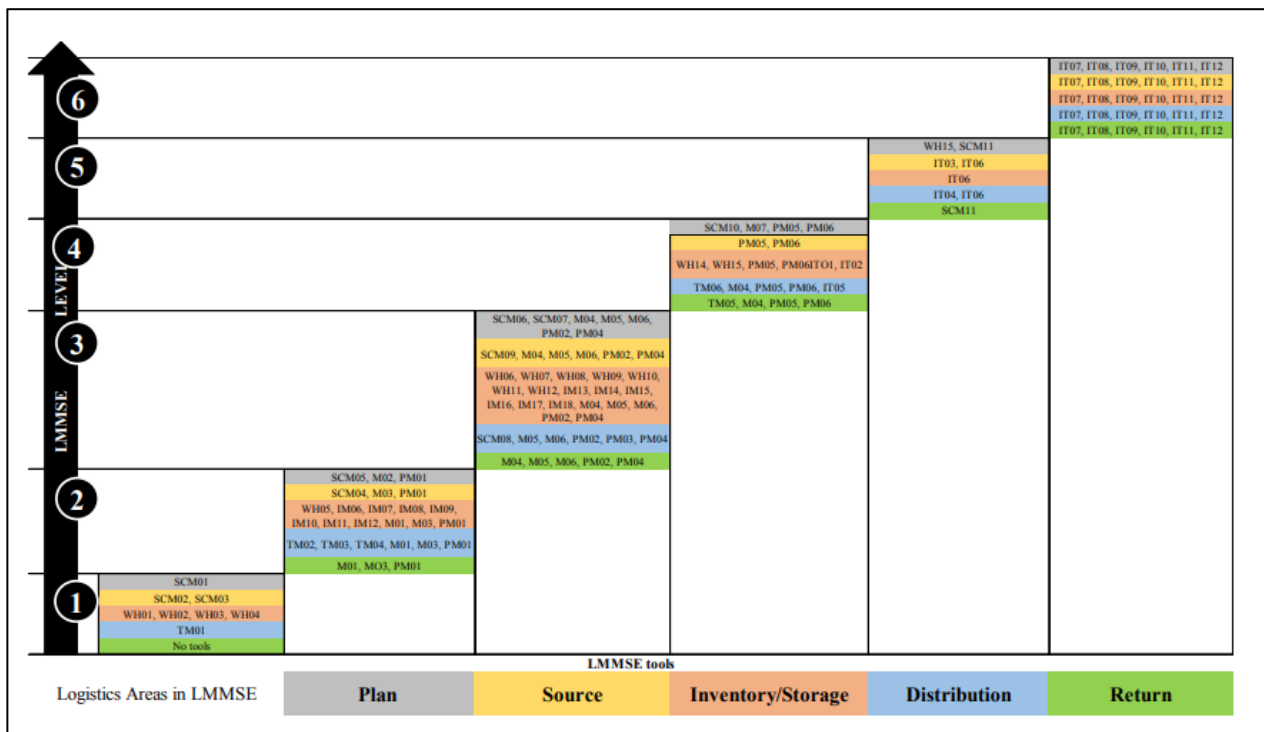 6
IT07, IT08, IT09, IT10, IT11, IT12
IT07, IT08, IT09, IT10, IT11, IT12
IT07, IT08, IT09, IT10, IT11, IT12
IT07, IT08, IT09, IT10, IT11, IT12
IT07, IT08, IT09, IT10, IT11, IT12
5
WH15, SCM11
IT03, IT06
IT06
IT04, IT06
SCM11
4
SCM10, M07, PM05, PM06
PM05, PM06
WH14, WH15, PM05, PM06ITO1, IT02
TM06, M04, PM05, PM06, IT05
TM05, M04, PM05, PM06
3
SCM06, SCM07, M04, M05, M06,
PM02, PM04
SCM09, M04, M05, M06, PM02, PM04
WH06, WH07, WH08, WH09, WH10,
WH11, WH12, IM13, IM14, IM15,
IM16, IM17, IM18, M04, M05, M06,
PM02, PM04
SCM08, M05, M06, PM02, PM03, PM04
M04, M05, M06, PM02, PM04
2
SCM05, M02, PM01
SCM04, M03, PM01
WH05, IM06, IM07, IM08, IM09,
IM10, IM11, IM12, M01, M03, PM01
TM02, TM03, TM04, M01, M03, PM01
M01, MO3, PM01
1
SCM01
SCM02, SCM03
WH01, WH02, WH03, WH04
TM01
No tools
LMMSE LEVEL
LMMSE tools
Logistics Areas in LMMSE
Plan
Source
Inventory/Storage
Distribution
Return